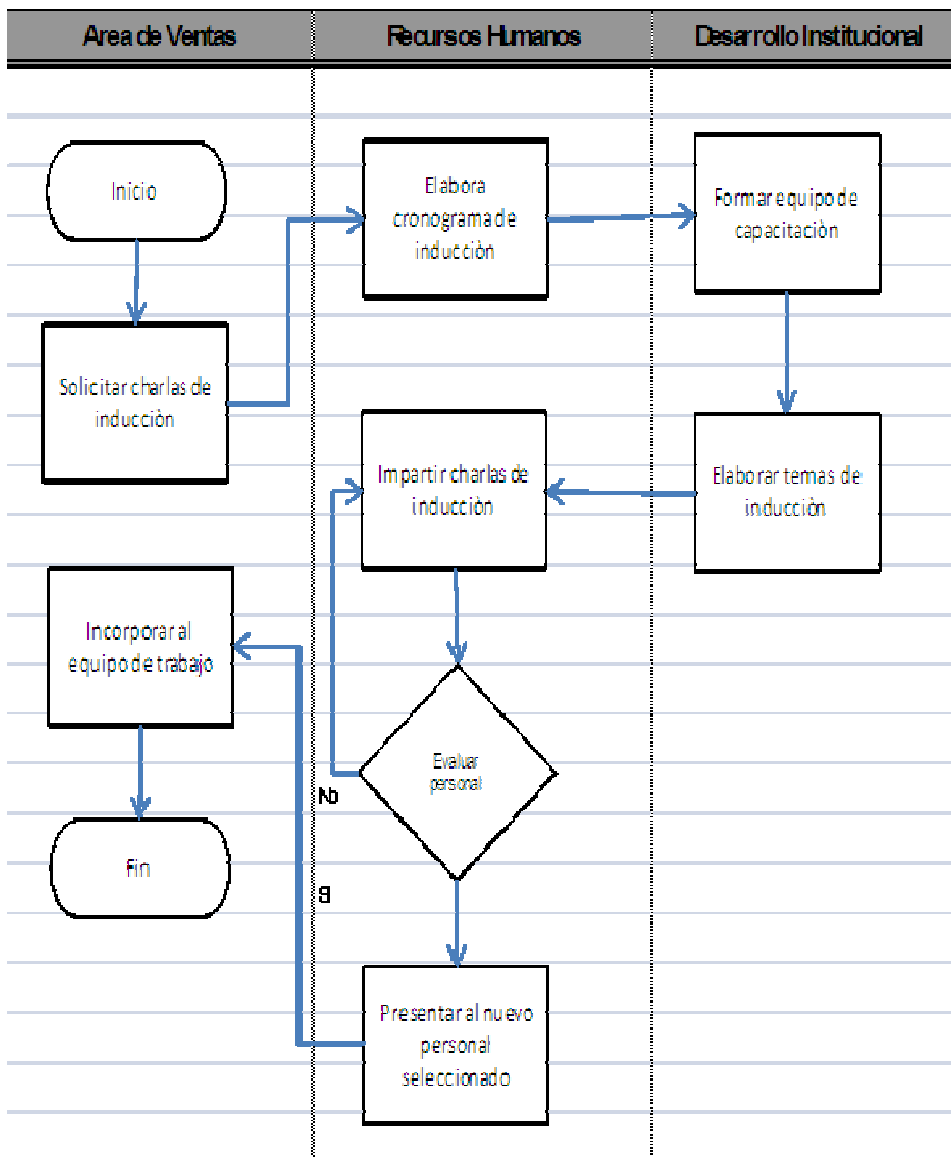 Area de Ventas
Recursos Humanos
Desarrollo Institucional
Inicio
Elabora
cronograma de
inducciòn
Formar equipo de
capacitaciòn
Solicitar charlas de
inducciòn
Impartir charlas de
inducciòn
Elaborar temas de
inducciòn
Incorporar al
equipo de trabajo
Evaluar
personal
No
Fin
Presentar al nuevo
personal
seleccionado